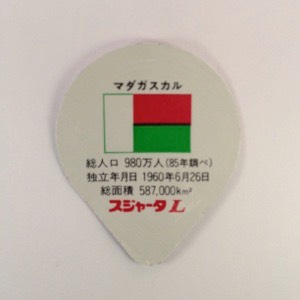 マダガスカル
総人口 980万人(85年調べ)
独立年月日 1960年6月26日
総面積 587,000km²
スジャータ L